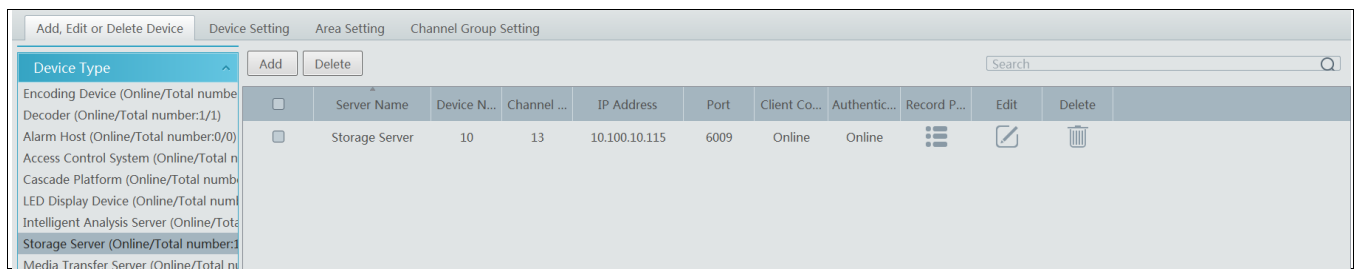 Add, Edit or Delete Device Device Setting Area Setting Channel Group Setting
Device Type
Encoding Device (Online/Total numbe
Decoder (Online/Total number:1/1)
Alarm Host (Online/Total number:0/0)
Access Control System (Online/Total n
Cascade Platform (Online/Total numb
LED Display Device (Online/Total num
Intelligent Analysis Server (Online/Tota
Storage Server (Online/Total number:1
Media Transfer Server (Online/Total nu
Add Delete Search
Server Name Device N... Channel ... IP Address Port Client Co... Authentic... Record P... Edit Delete
Storage Server 10 13 10.100.10.115 6009 Online Online